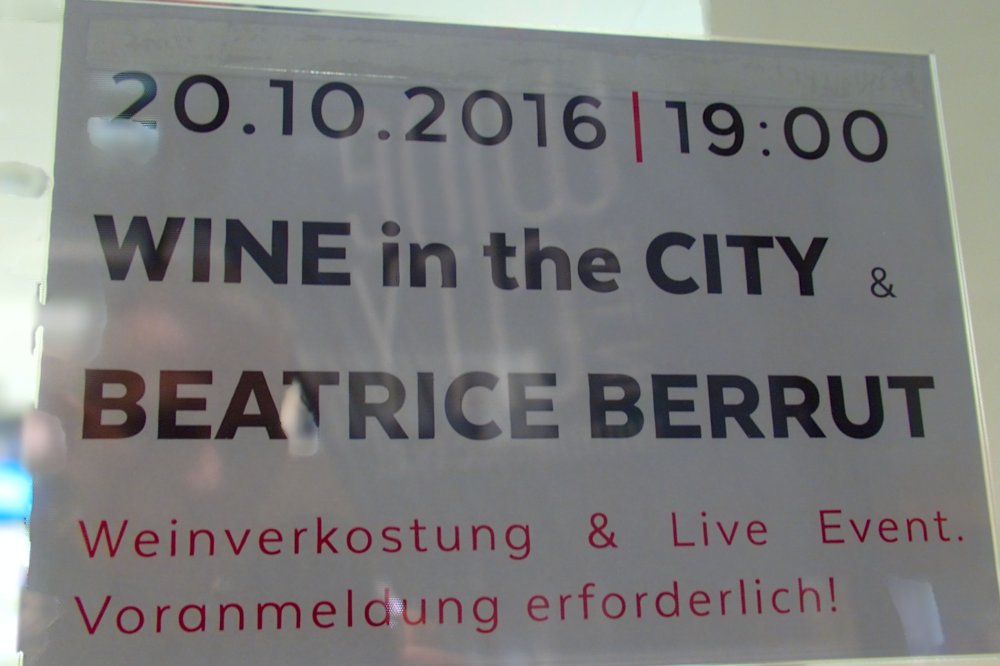 20.10.2016 | 19:00
WINE in the CITY &
BEATRICE BERRUT
Weinverkostung & Live Event.
Voranmeldung erforderlich!